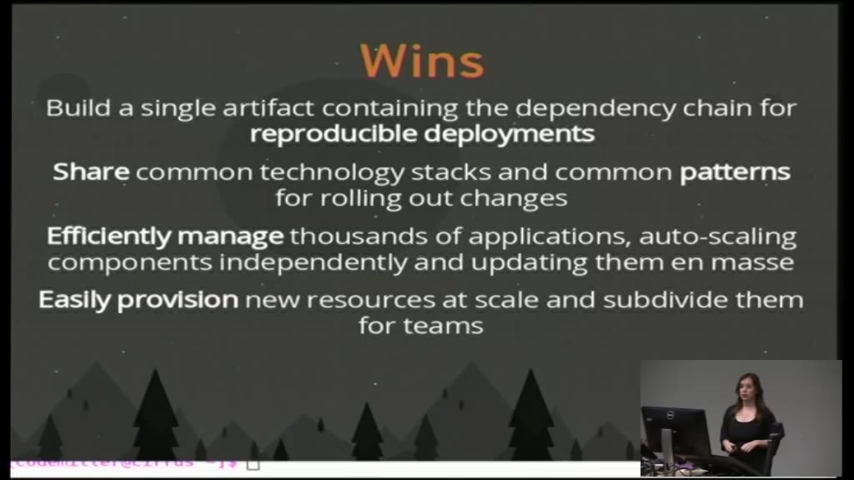 Wins
Build a single artifact containing the dependency chain for
reproducible deployments
Share common technology stacks and common patterns
for rolling out changes
Efficiently manage thousands of applications, auto-scaling
components independently and updating them en masse
Easily provision new resources at scale and subdivide them
for teams
[codemiller@cirrus ~]$